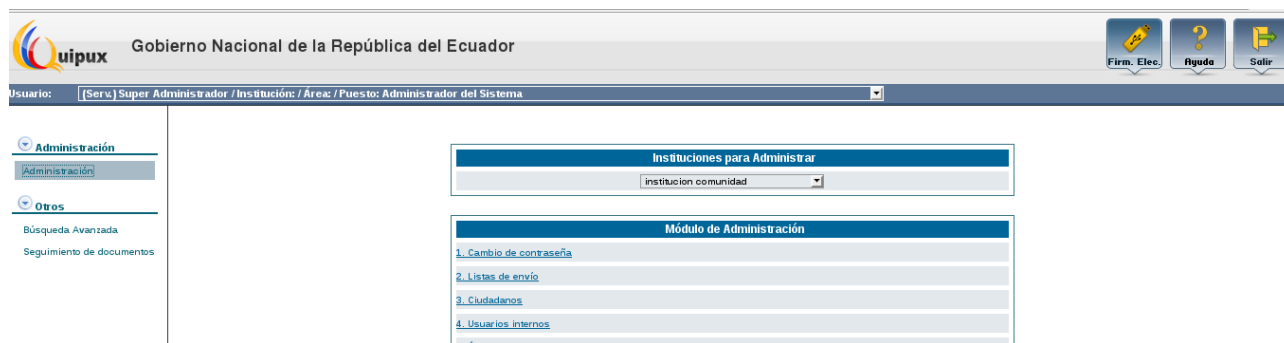 Quipux Gobierno Nacional de la República del Ecuador
Firm. Elec. Ayuda Salir
Usuario: (Serv.) Super Administrador / Institución: / Área: / Puesto: Administrador del Sistema
Administración
Administración
Otros
Búsqueda Avanzada
Seguimiento de documentos
Instituciones para Administrar
institucion comunidad
Módulo de Administración
1. Cambio de contraseña
2. Listas de envío
3. Ciudadanos
4. Usuarios internos